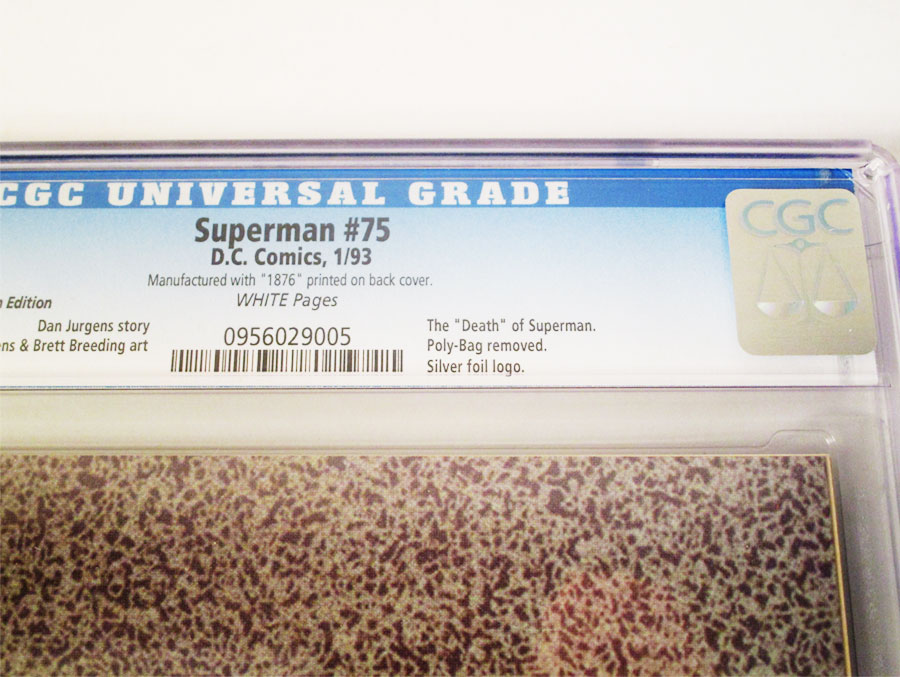 CGC UNIVERSAL GRADE
Superman #75
D.C. Comics, 1/93
Manufactured with "1876" printed on back cover.
WHITE Pages
Edition
Dan Jurgens story
& Brett Breeding art
0956029005
The "Death" of Superman.
Poly-Bag removed.
Silver foil logo.
CGC